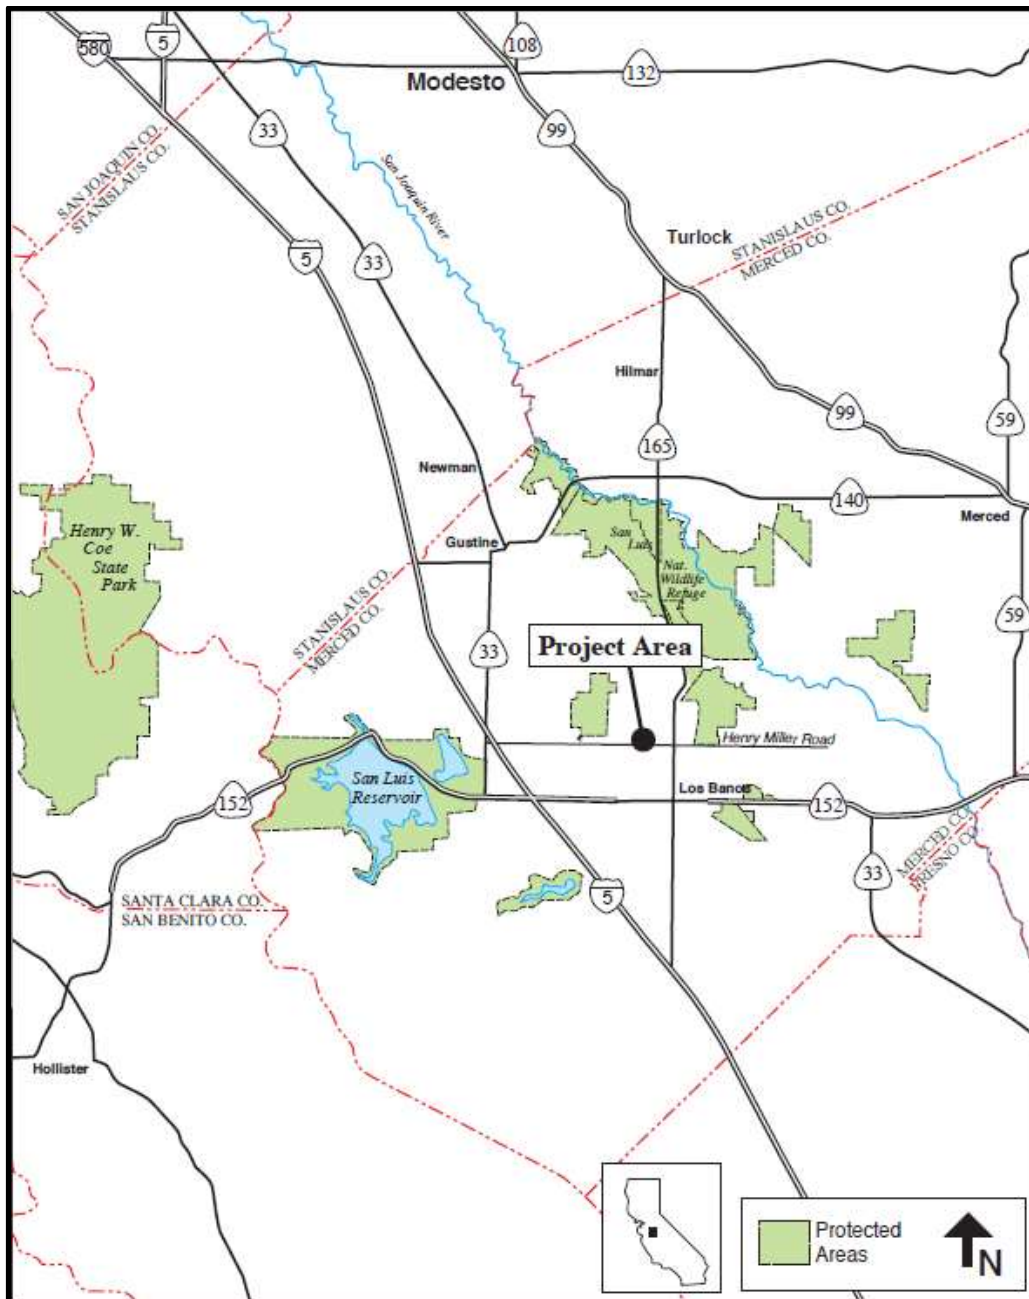 580
5
108
132
Modesto
33
99
SAN JOAQUIN CO.
STANISLAUS CO.
San Joaquin River
5
33
Turlock
STANISLAUS CO.
MERCED CO.
Hilmar
99
59
165
Newman
140
Merced
Gustine
Henry W.
Coe
State
Park
San
Luis
Nat.
Wildlife
Refuge
STANISLAUS CO.
MERCED CO.
33
59
Project Area
Henry Miller Road
San Luis
Reservoir
Los Banos
152
152
MERCED CO.
FRESNO CO.
33
5
SANTA CLARA CO.
SAN BENITO CO.
Hollister
Protected
Areas
N